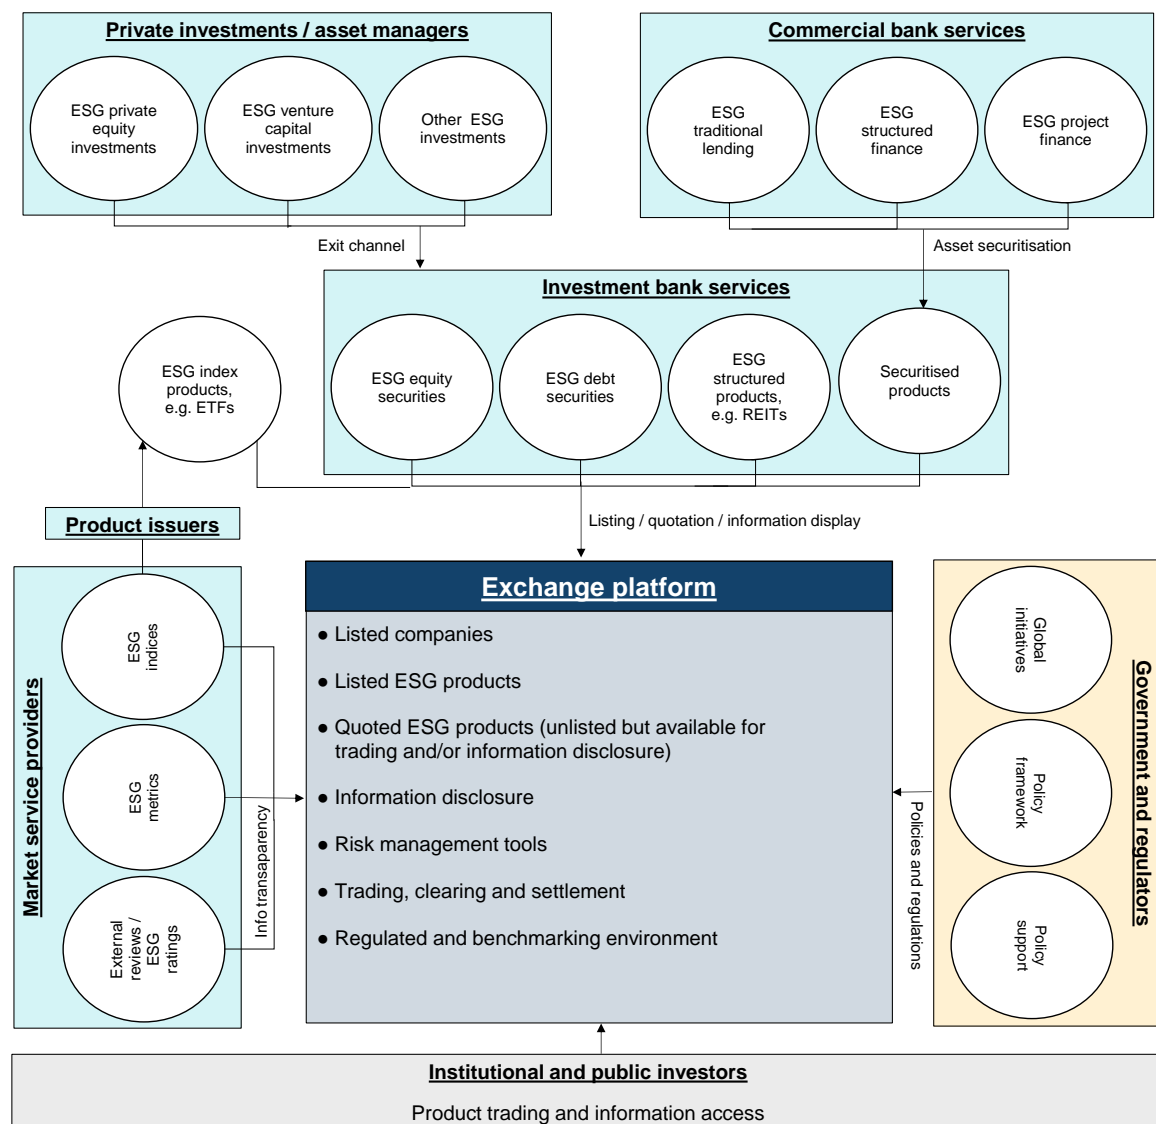 Private investments / asset managers
ESG private
equity
investments
ESG venture
capital
investments
Other ESG
investments
Commercial bank services
ESG
traditional
lending
ESG
structured
finance
ESG project
finance
Exit channel
Asset securitisation
Investment bank services
ESG equity
securities
ESG debt
securities
ESG
structured
products,
e.g. REITs
Securitised
products
ESG index
products,
e.g. ETFs
Product issuers
Listing / quotation / information display
Market service providers
ESG
indices
ESG
metrics
External
reviews /
ESG
ratings
Info transaparency
Exchange platform
● Listed companies
● Listed ESG products
● Quoted ESG products (unlisted but available for
trading and/or information disclosure)
● Information disclosure
● Risk management tools
● Trading, clearing and settlement
● Regulated and benchmarking environment
Policies and regulations
Global
initiatives
Policy
framework
Policy
support
Government and regulators
Institutional and public investors
Product trading and information access